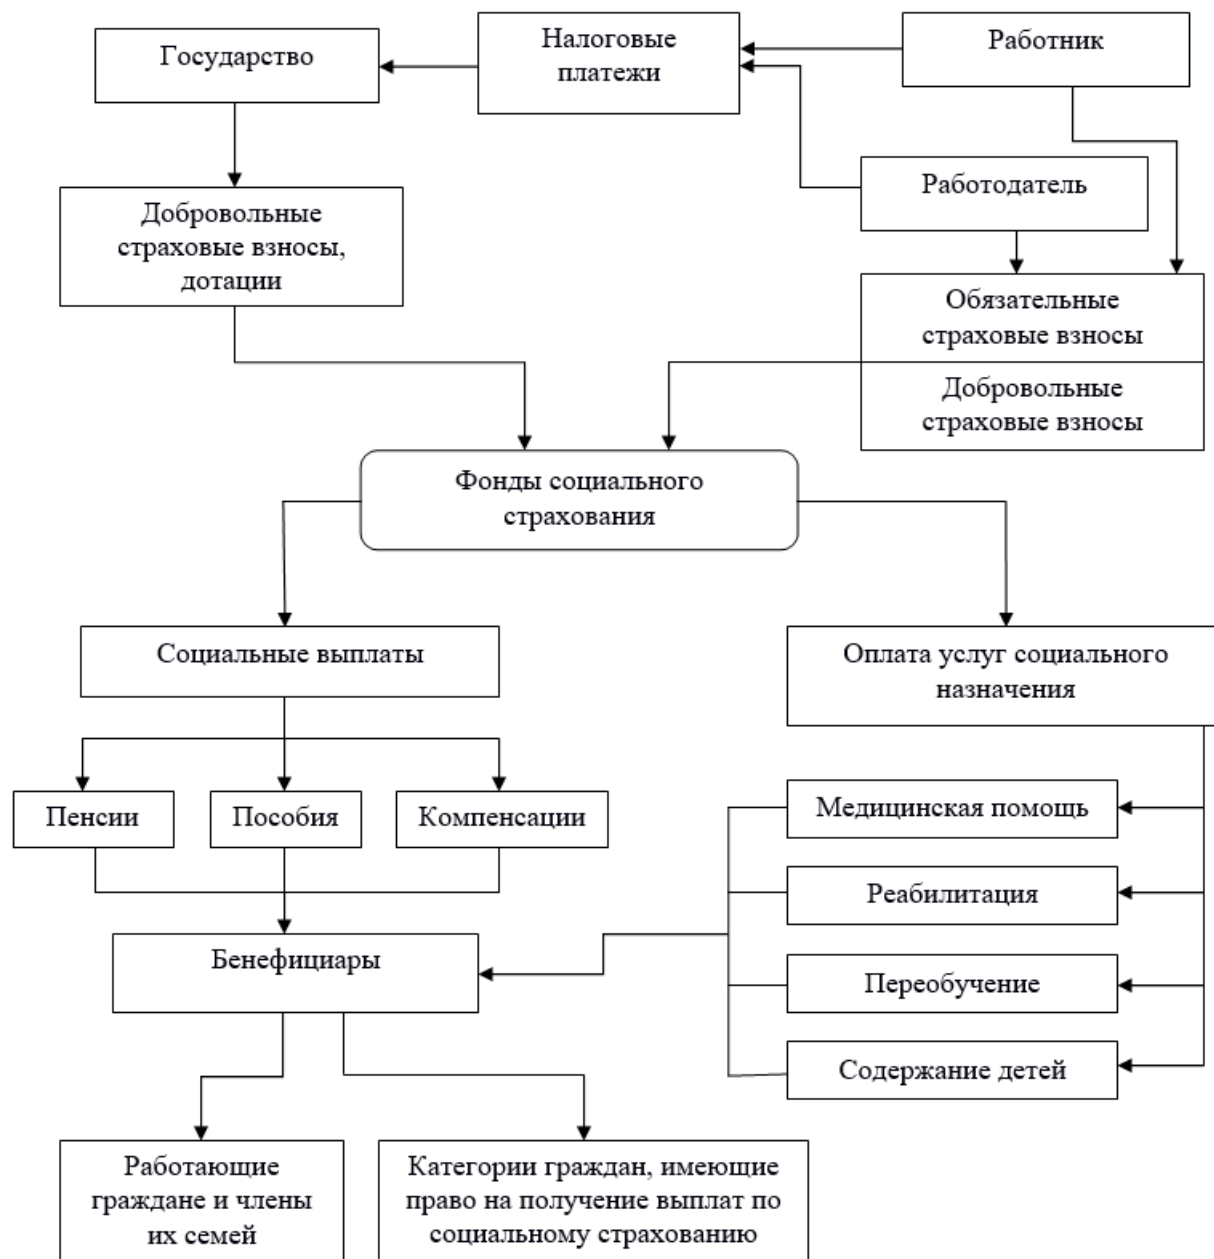 Государство
Налоговые
платежи
Работник
Работодатель
Добровольные
страховые взносы,
дотации
Обязательные
страховые взносы
Добровольные
страховые взносы
Фонды социального
страхования
Социальные выплаты
Оплата услуг социального
назначения
Пенсии
Пособия
Компенсации
Медицинская помощь
Реабилитация
Переобучение
Содержание детей
Бенефициары
Работающие
граждане и члены
их семей
Категории граждан, имеющие
право на получение выплат по
социальному страхованию